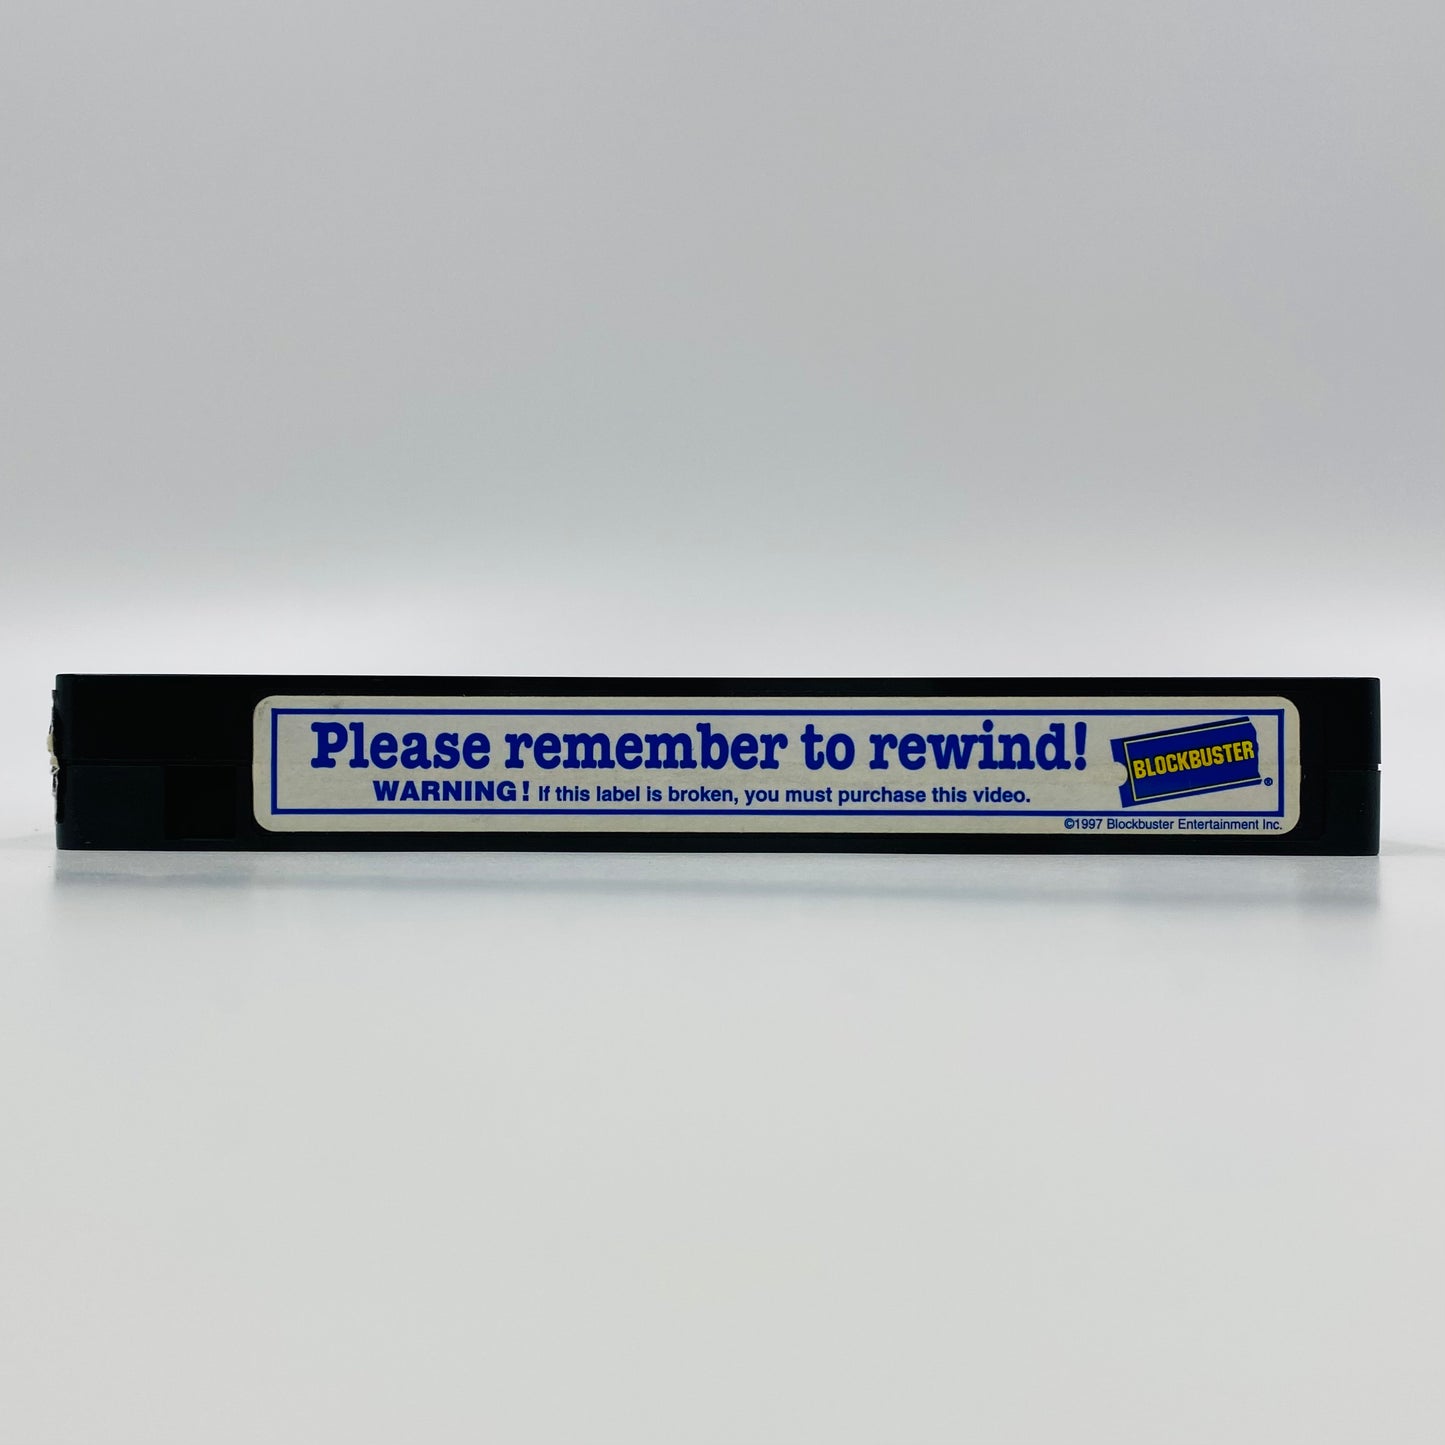 Please remember to rewind!
WARNING! If this label is broken, you must purchase this video.
BLOCKBUSTER®
©1997 Blockbuster Entertainment Inc.